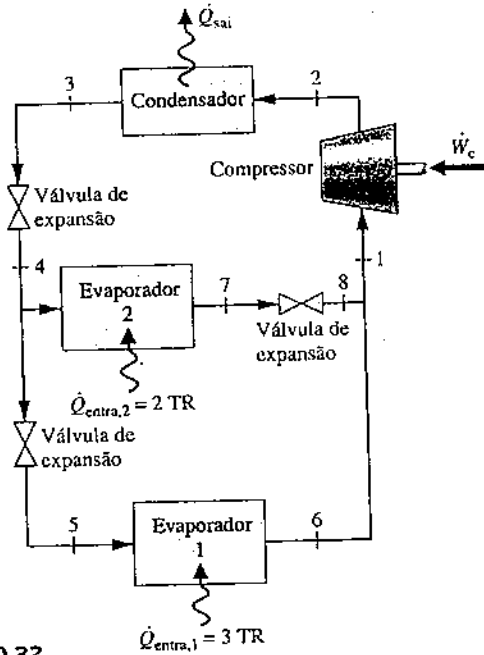 Q̇sai
3
2
Condensador
Ẇc
Compressor
Válvula de
expansão
4
1
Evaporador
2
7
8
Válvula de
expansão
Q̇entra,2 = 2 TR
Válvula de
expansão
5
Evaporador
1
6
Q̇entra,1 = 3 TR